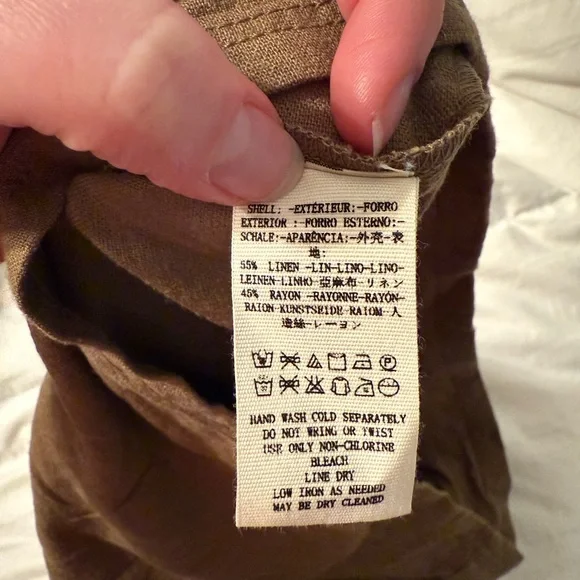 SHELL: -EXTÉRIEUR:-FORRO
EXTERIOR : FORRO ESTERNO:-
SCHALE:-APARÊNCIA:-外壳-表
地:
55% LINEN -LIN-LINO-LINO-
LEINEN-LINHO 亞麻布-リネン
45% RAYON -RAYONNE-RAYÓN-
RAION-KUNSTSEIDE-RAIOM 人
造絲-レーヨン
HAND WASH COLD SEPARATELY
DO NOT WRING OR TWIST
USE ONLY NON-CHLORINE
BLEACH
LINE DRY
LOW IRON AS NEEDED
MAY BE DRY CLEANED